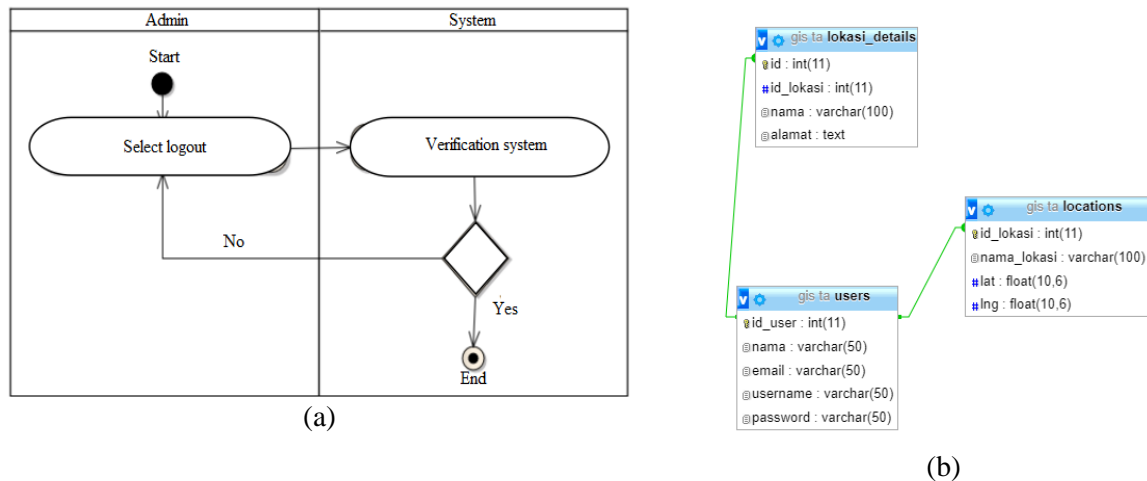 Admin
System
Start
Select logout
Verification system
No
Yes
End
(a)
gis ta lokasi_details
id : int(11)
#id_lokasi : int(11)
nama : varchar(100)
alamat : text
gis ta locations
id_lokasi : int(11)
nama_lokasi : varchar(100)
#lat : float(10,6)
#lng : float(10,6)
gis ta users
id_user : int(11)
nama : varchar(50)
email : varchar(50)
username : varchar(50)
password : varchar(50)
(b)